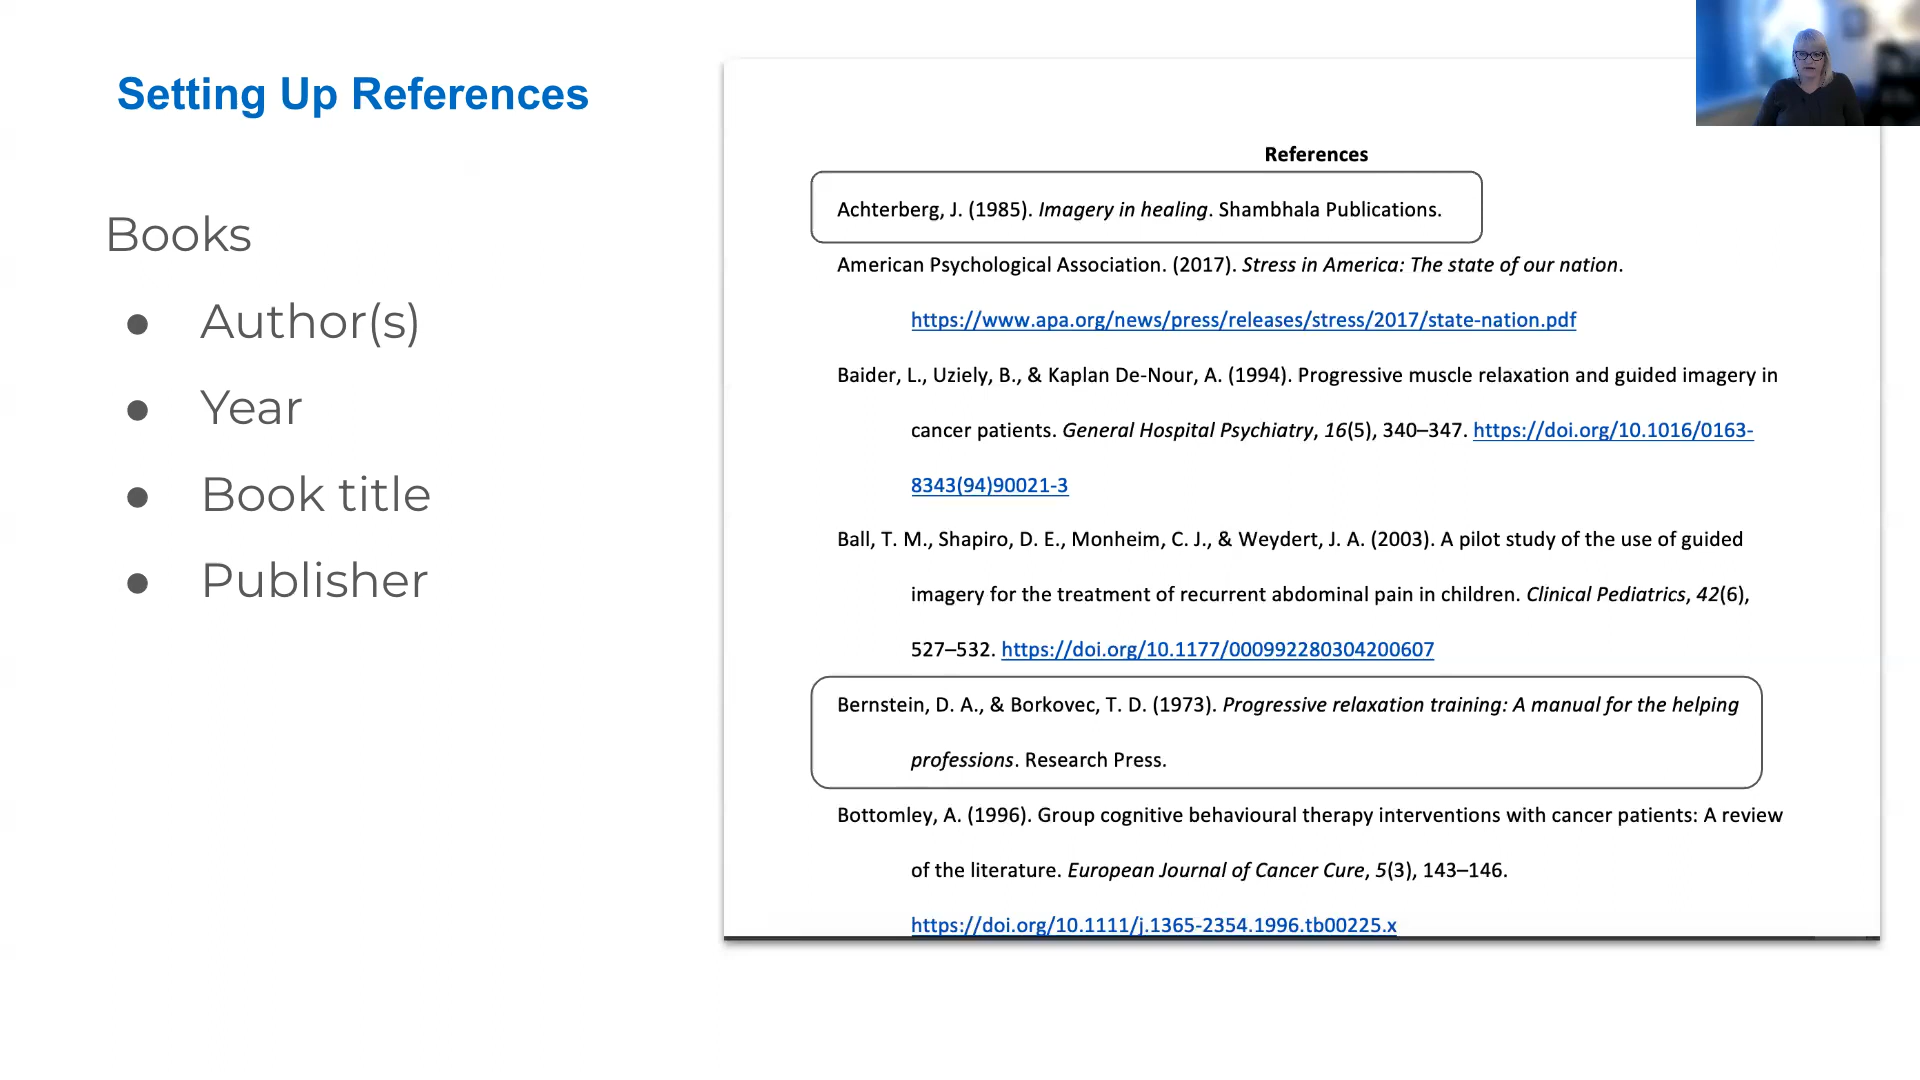 Setting Up References
Books
● Author(s)
● Year
● Book title
● Publisher
References
Achterberg, J. (1985). Imagery in healing. Shambhala Publications.
American Psychological Association. (2017). Stress in America: The state of our nation.
https://www.apa.org/news/press/releases/stress/2017/state-nation.pdf
Baider, L., Uziely, B., & Kaplan De-Nour, A. (1994). Progressive muscle relaxation and guided imagery in
cancer patients. General Hospital Psychiatry, 16(5), 340–347. https://doi.org/10.1016/0163-
8343(94)90021-3
Ball, T. M., Shapiro, D. E., Monheim, C. J., & Weydert, J. A. (2003). A pilot study of the use of guided
imagery for the treatment of recurrent abdominal pain in children. Clinical Pediatrics, 42(6),
527–532. https://doi.org/10.1177/000992280304200607
Bernstein, D. A., & Borkovec, T. D. (1973). Progressive relaxation training: A manual for the helping
professions. Research Press.
Bottomley, A. (1996). Group cognitive behavioural therapy interventions with cancer patients: A review
of the literature. European Journal of Cancer Cure, 5(3), 143–146.
https://doi.org/10.1111/j.1365-2354.1996.tb00225.x